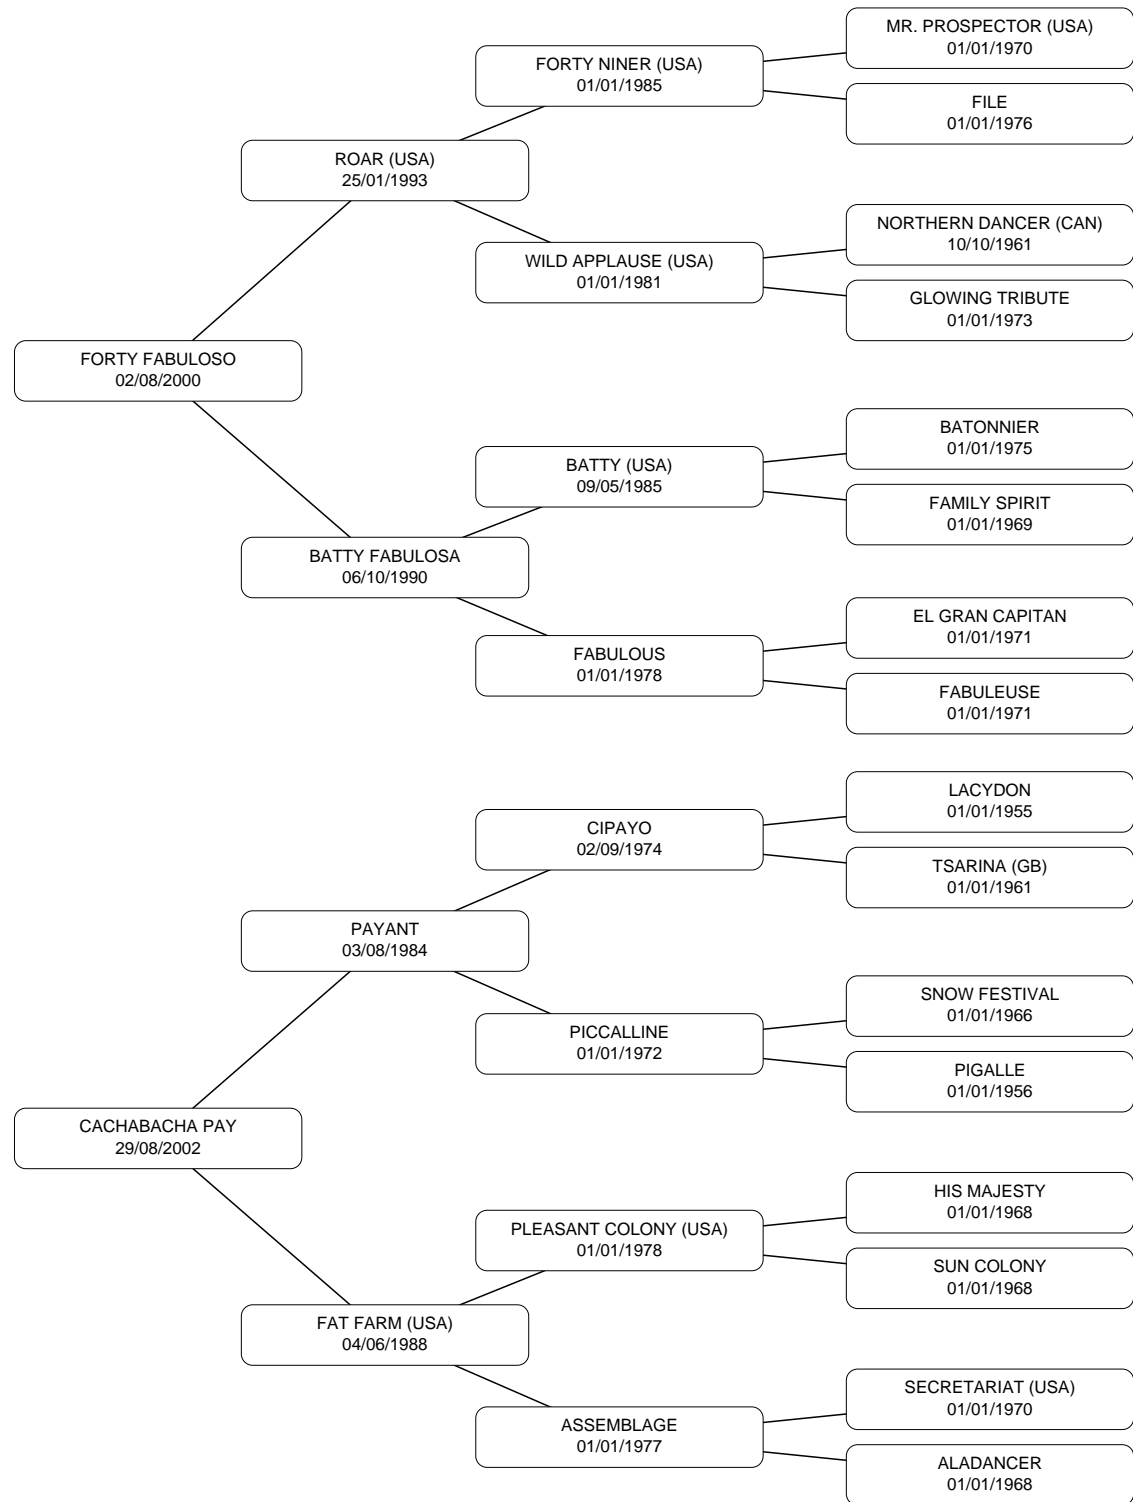 MR. PROSPECTOR (USA)
01/01/1970
FORTY NINER (USA)
01/01/1985
FILE
01/01/1976
ROAR (USA)
25/01/1993
NORTHERN DANCER (CAN)
10/10/1961
WILD APPLAUSE (USA)
01/01/1981
GLOWING TRIBUTE
01/01/1973
FORTY FABULOSO
02/08/2000
BATONNIER
01/01/1975
BATTY (USA)
09/05/1985
FAMILY SPIRIT
01/01/1969
BATTY FABULOSA
06/10/1990
EL GRAN CAPITAN
01/01/1971
FABULOUS
01/01/1978
FABULEUSE
01/01/1971
LACYDON
01/01/1955
CIPAYO
02/09/1974
TSARINA (GB)
01/01/1961
PAYANT
03/08/1984
SNOW FESTIVAL
01/01/1966
PICCALLINE
01/01/1972
PIGALLE
01/01/1956
CACHABACHA PAY
29/08/2002
HIS MAJESTY
01/01/1968
PLEASANT COLONY (USA)
01/01/1978
SUN COLONY
01/01/1968
FAT FARM (USA)
04/06/1988
SECRETARIAT (USA)
01/01/1970
ASSEMBLAGE
01/01/1977
ALADANCER
01/01/1968